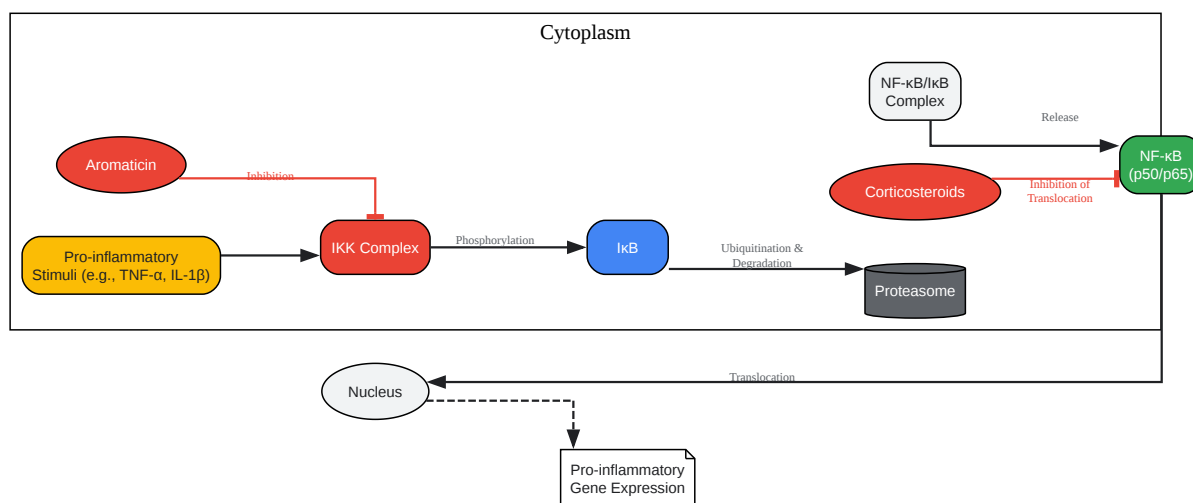 Cytoplasm
NF-κB/IκB
Complex
Release
Aromaticin
Inhibition
NF-κB
(p50/p65)
Corticosteroids
Inhibition of
Translocation
Pro-inflammatory
Stimuli (e.g., TNF-α, IL-1β)
IKK Complex
Phosphorylation
IκB
Ubiquitination &
Degradation
Proteasome
Translocation
Nucleus
Pro-inflammatory
Gene Expression